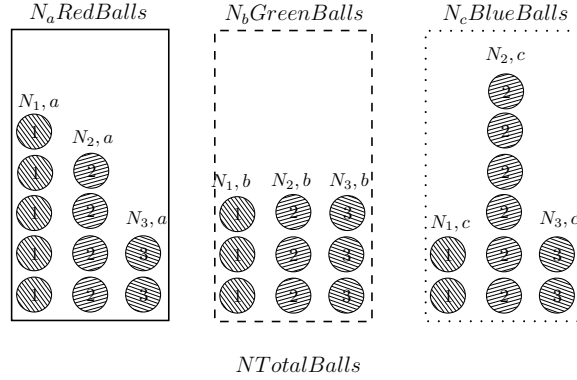 N_aRedBalls N_bGreenBalls N_cBlueBalls
N_2, c
2
N_1, a
1 2
N_2, a
1 2 2
N_1, b N_2, b N_3, b
1 2 N_3, a 1 2 3 N_1, c 2 N_3, c
1 2 3 1 2 3 1 2 3
1 2 3 1 2 3 1 2 3
NTotalBalls